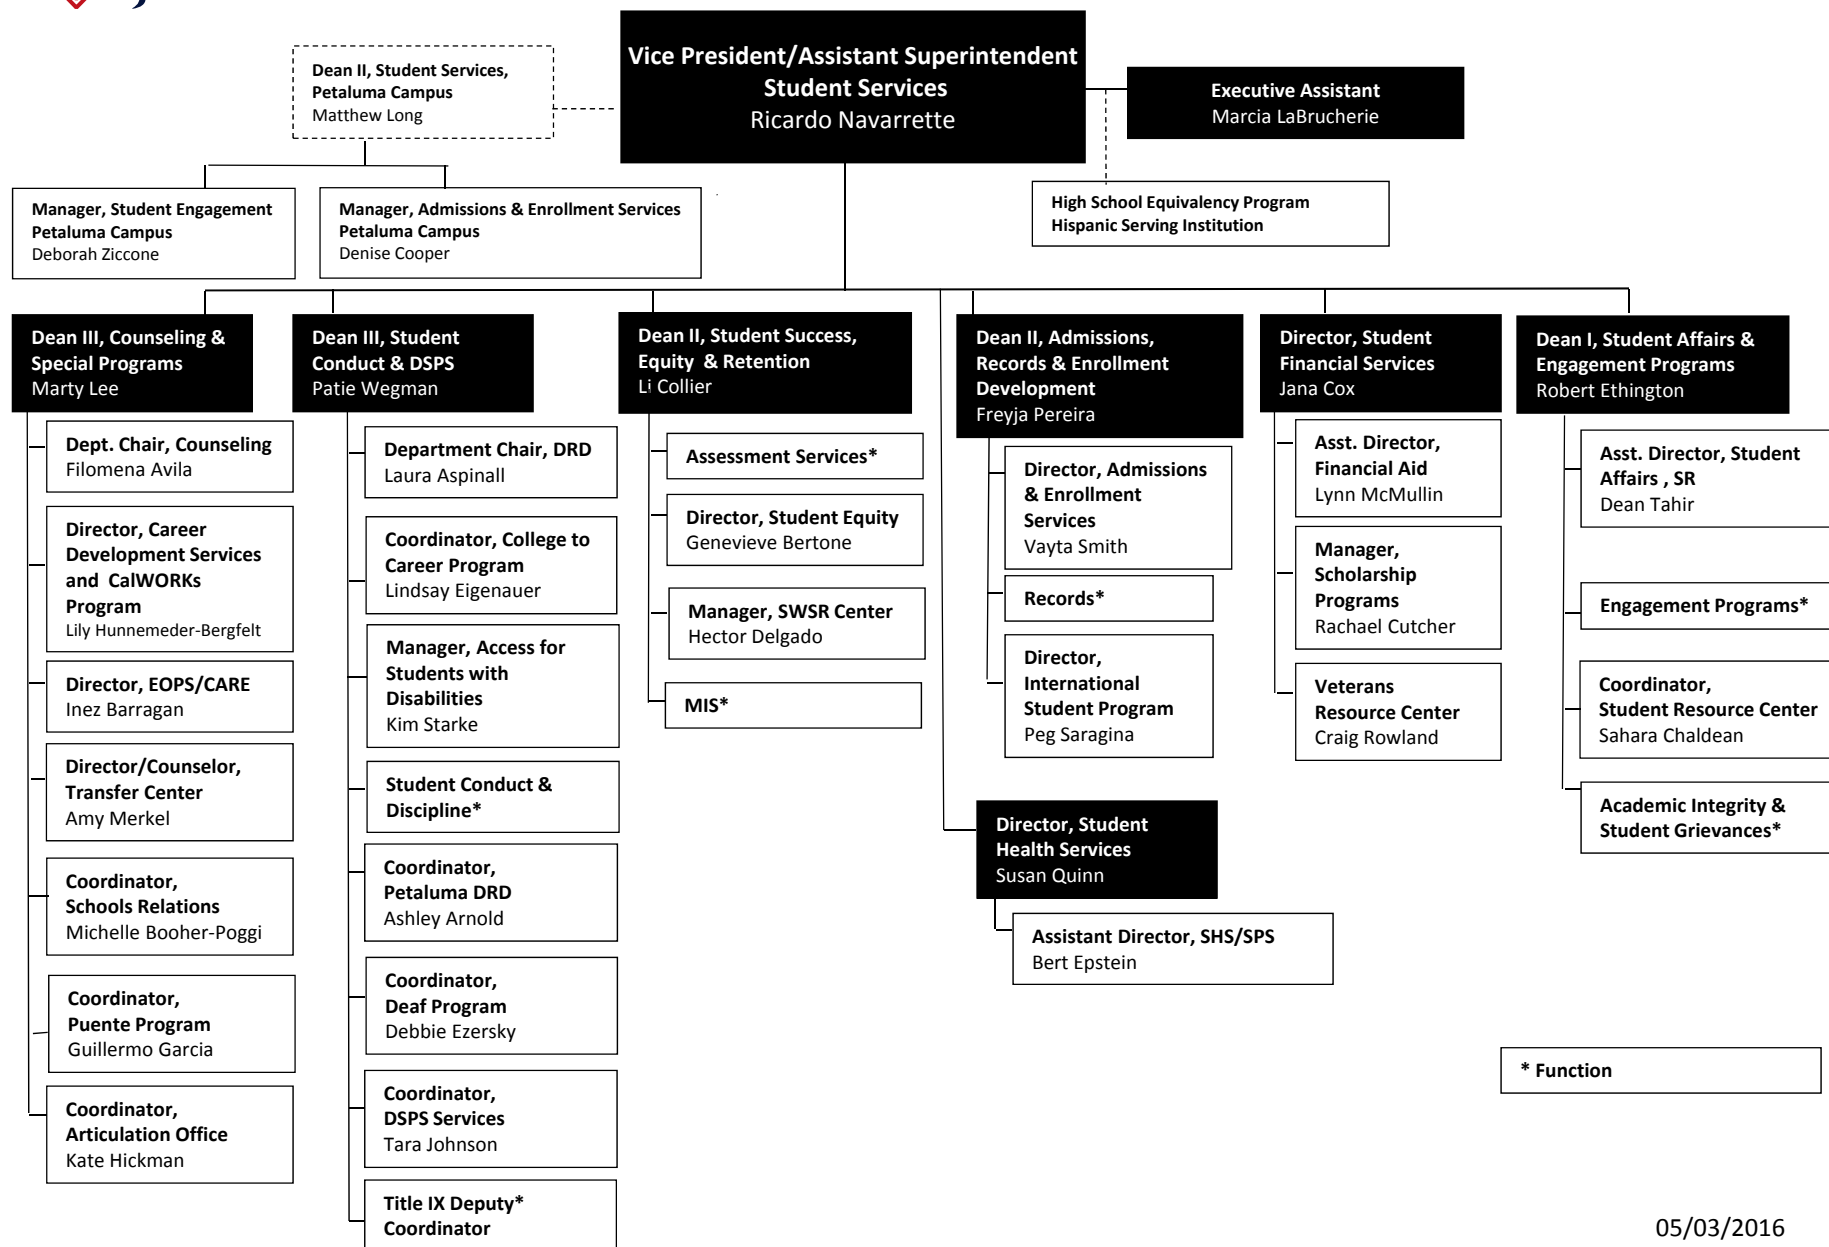 Vice President/Assistant Superintendent
Student Services
Ricardo Navarrette
Dean II, Student Services,
Petaluma Campus
Matthew Long
Executive Assistant
Marcia LaBrucherie
Manager, Student Engagement
Petaluma Campus
Deborah Ziccone
Manager, Admissions & Enrollment Services
Petaluma Campus
Denise Cooper
High School Equivalency Program
Hispanic Serving Institution
Dean III, Counseling &
Special Programs
Marty Lee
Dept. Chair, Counseling
Filomena Avila
Director, Career
Development Services
and CalWORKs
Program
Lily Hunnemeder-Bergfelt
Director, EOPS/CARE
Inez Barragan
Director/Counselor,
Transfer Center
Amy Merkel
Coordinator,
Schools Relations
Michelle Booher-Poggi
Coordinator,
Puente Program
Guillermo Garcia
Coordinator,
Articulation Office
Kate Hickman
Dean III, Student
Conduct & DSPS
Patie Wegman
Department Chair, DRD
Laura Aspinall
Coordinator, College to
Career Program
Lindsay Eigenauer
Manager, Access for
Students with
Disabilities
Kim Starke
Student Conduct &
Discipline*
Coordinator,
Petaluma DRD
Ashley Arnold
Coordinator,
Deaf Program
Debbie Ezersky
Coordinator,
DSPS Services
Tara Johnson
Title IX Deputy*
Coordinator
Dean II, Student Success,
Equity & Retention
Li Collier
Assessment Services*
Director, Student Equity
Genevieve Bertone
Manager, SWSR Center
Hector Delgado
MIS*
Dean II, Admissions,
Records & Enrollment
Development
Freyja Pereira
Director, Admissions
& Enrollment
Services
Vayta Smith
Records*
Director,
International
Student Program
Peg Saragina
Director, Student
Health Services
Susan Quinn
Assistant Director, SHS/SPS
Bert Epstein
Director, Student
Financial Services
Jana Cox
Asst. Director,
Financial Aid
Lynn McMullin
Manager,
Scholarship
Programs
Rachael Cutcher
Veterans
Resource Center
Craig Rowland
Dean I, Student Affairs &
Engagement Programs
Robert Ethington
Asst. Director, Student
Affairs , SR
Dean Tahir
Engagement Programs*
Coordinator,
Student Resource Center
Sahara Chaldean
Academic Integrity &
Student Grievances*
* Function
05/03/2016